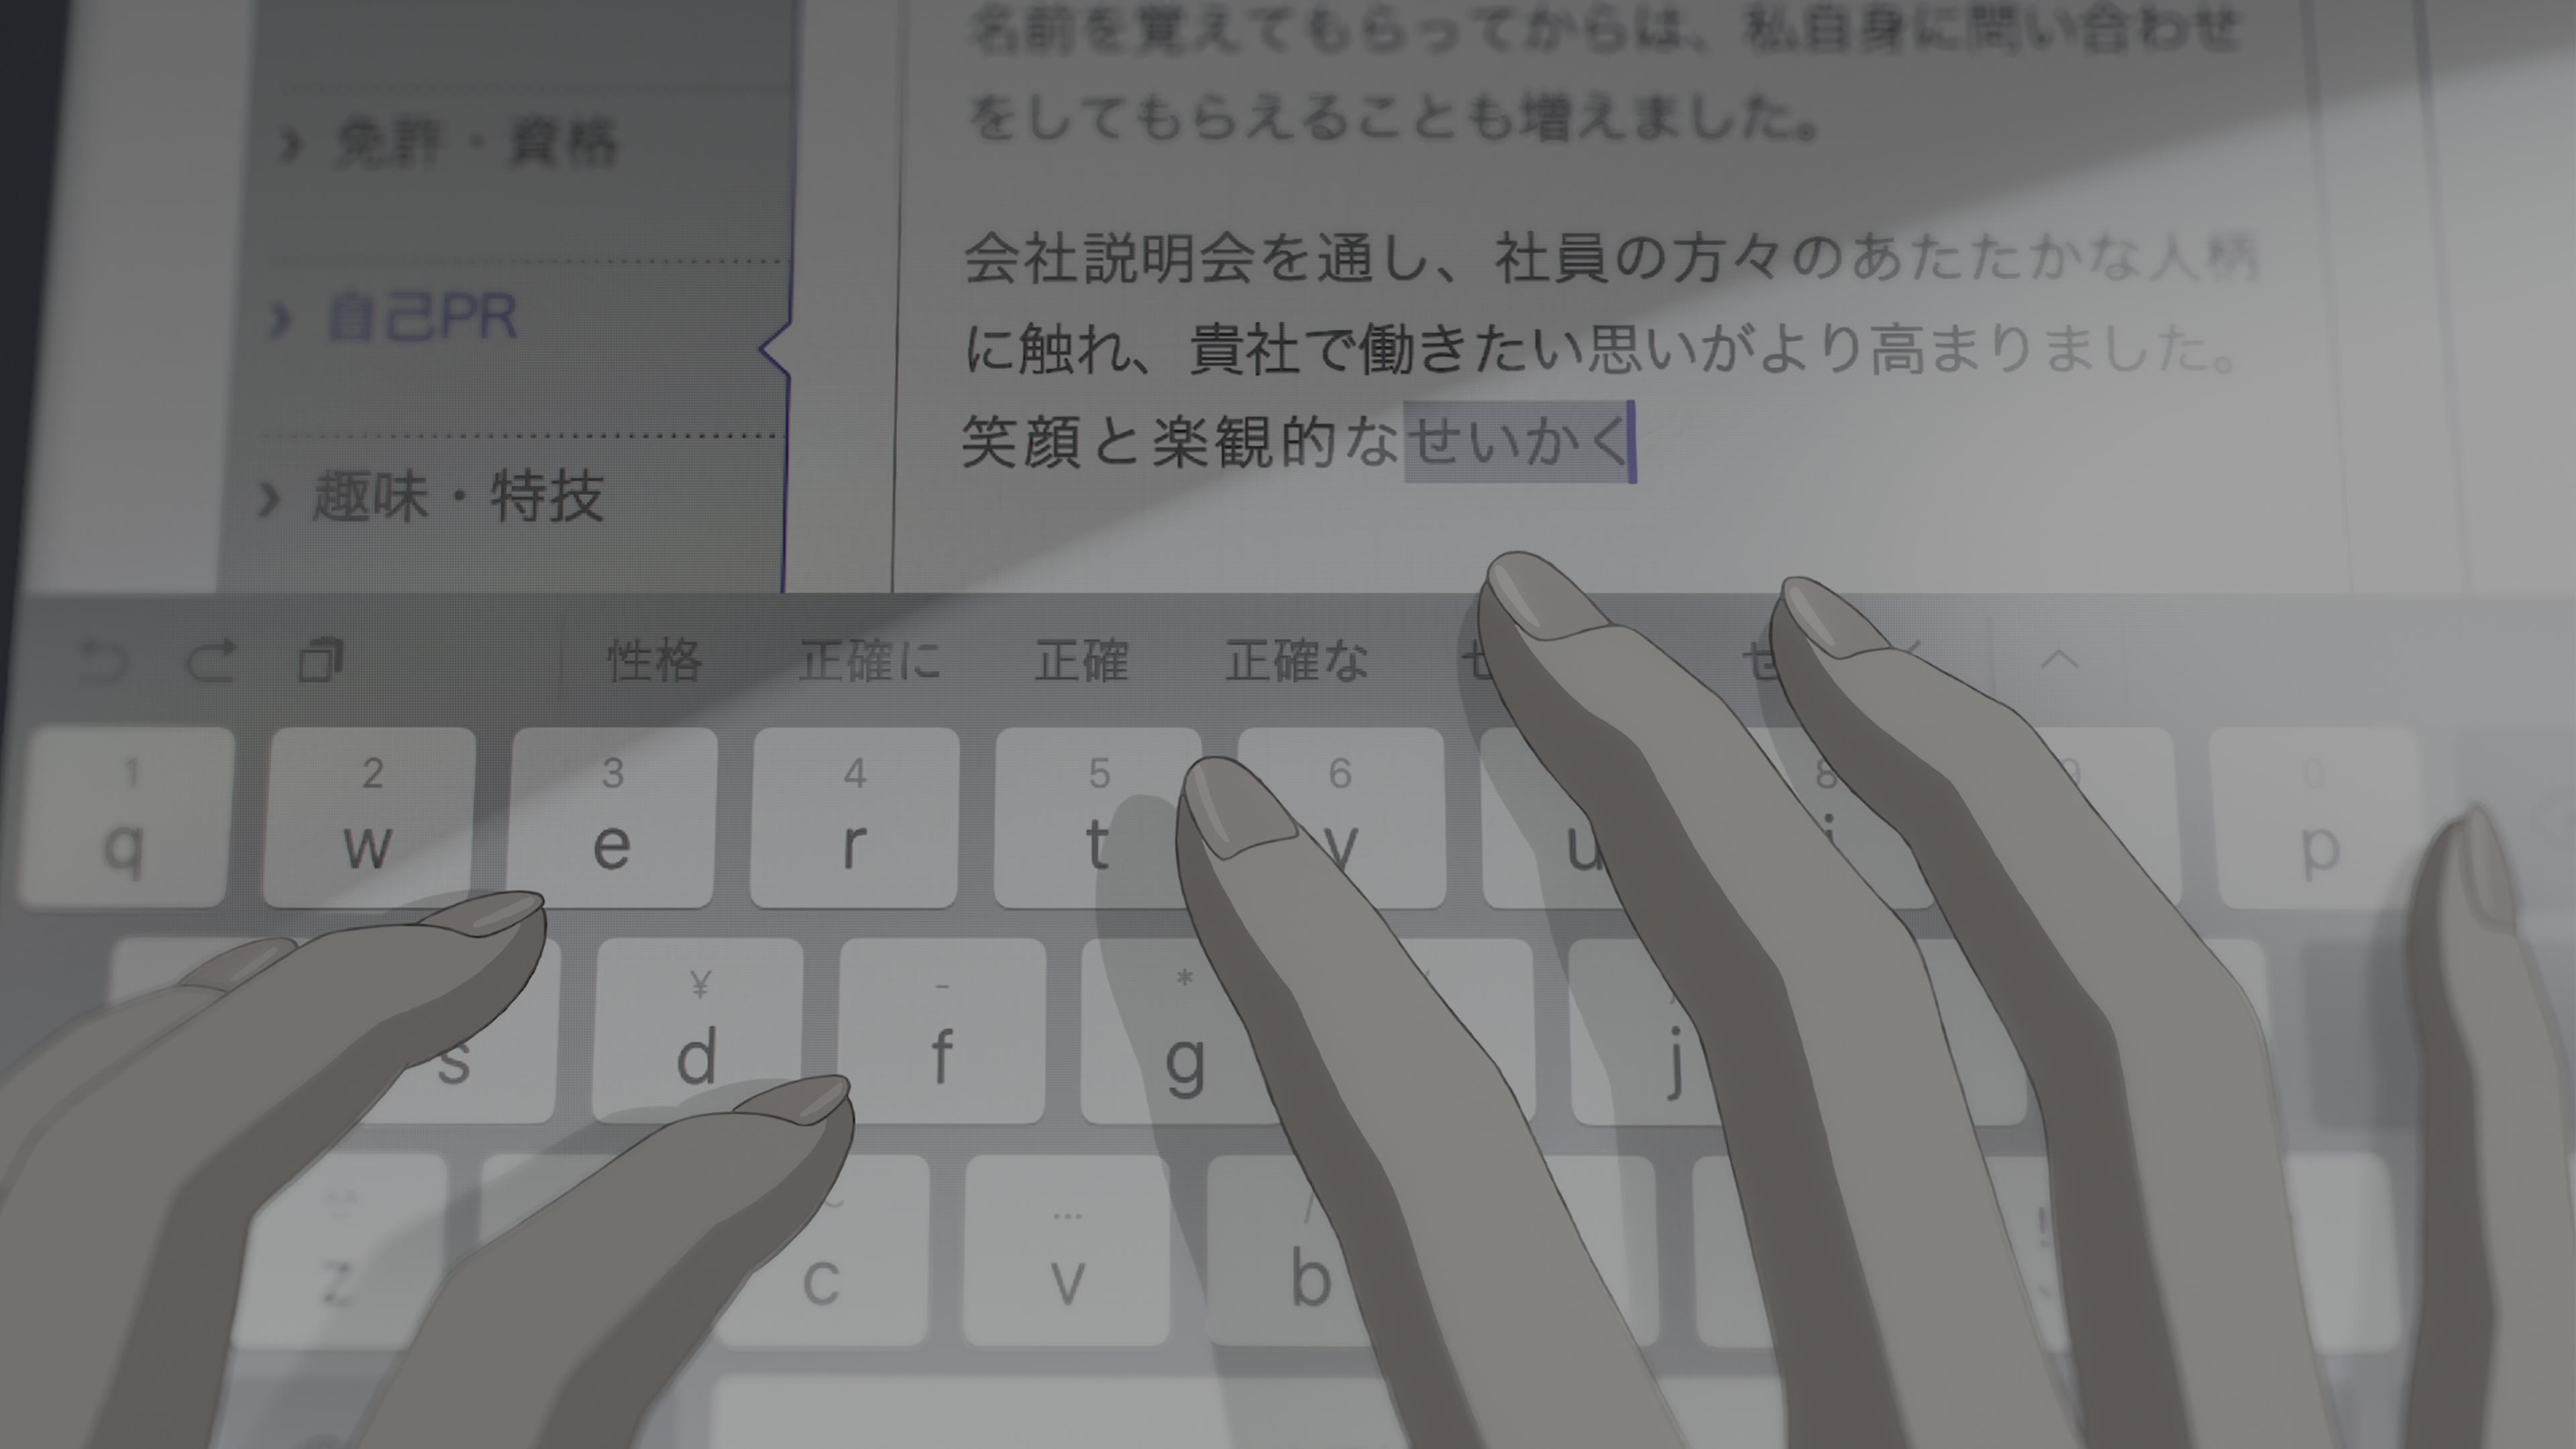 名前を覚えてもらってからは、私自身に問い合わせ
をしてもらえることも増えました。
会社説明会を通し、社員の方々のあたたかな人柄
に触れ、貴社で働きたい思いがより高まりました。
笑顔と楽観的なせいかく
› 免許・資格
› 自己PR
› 趣味・特技
性格 正確に 正確 正確な
1 2 3 4 5 6 8 9 0
q w e r t y u i p
¥ - *
s d f g j
^^ ... / !
z c v b